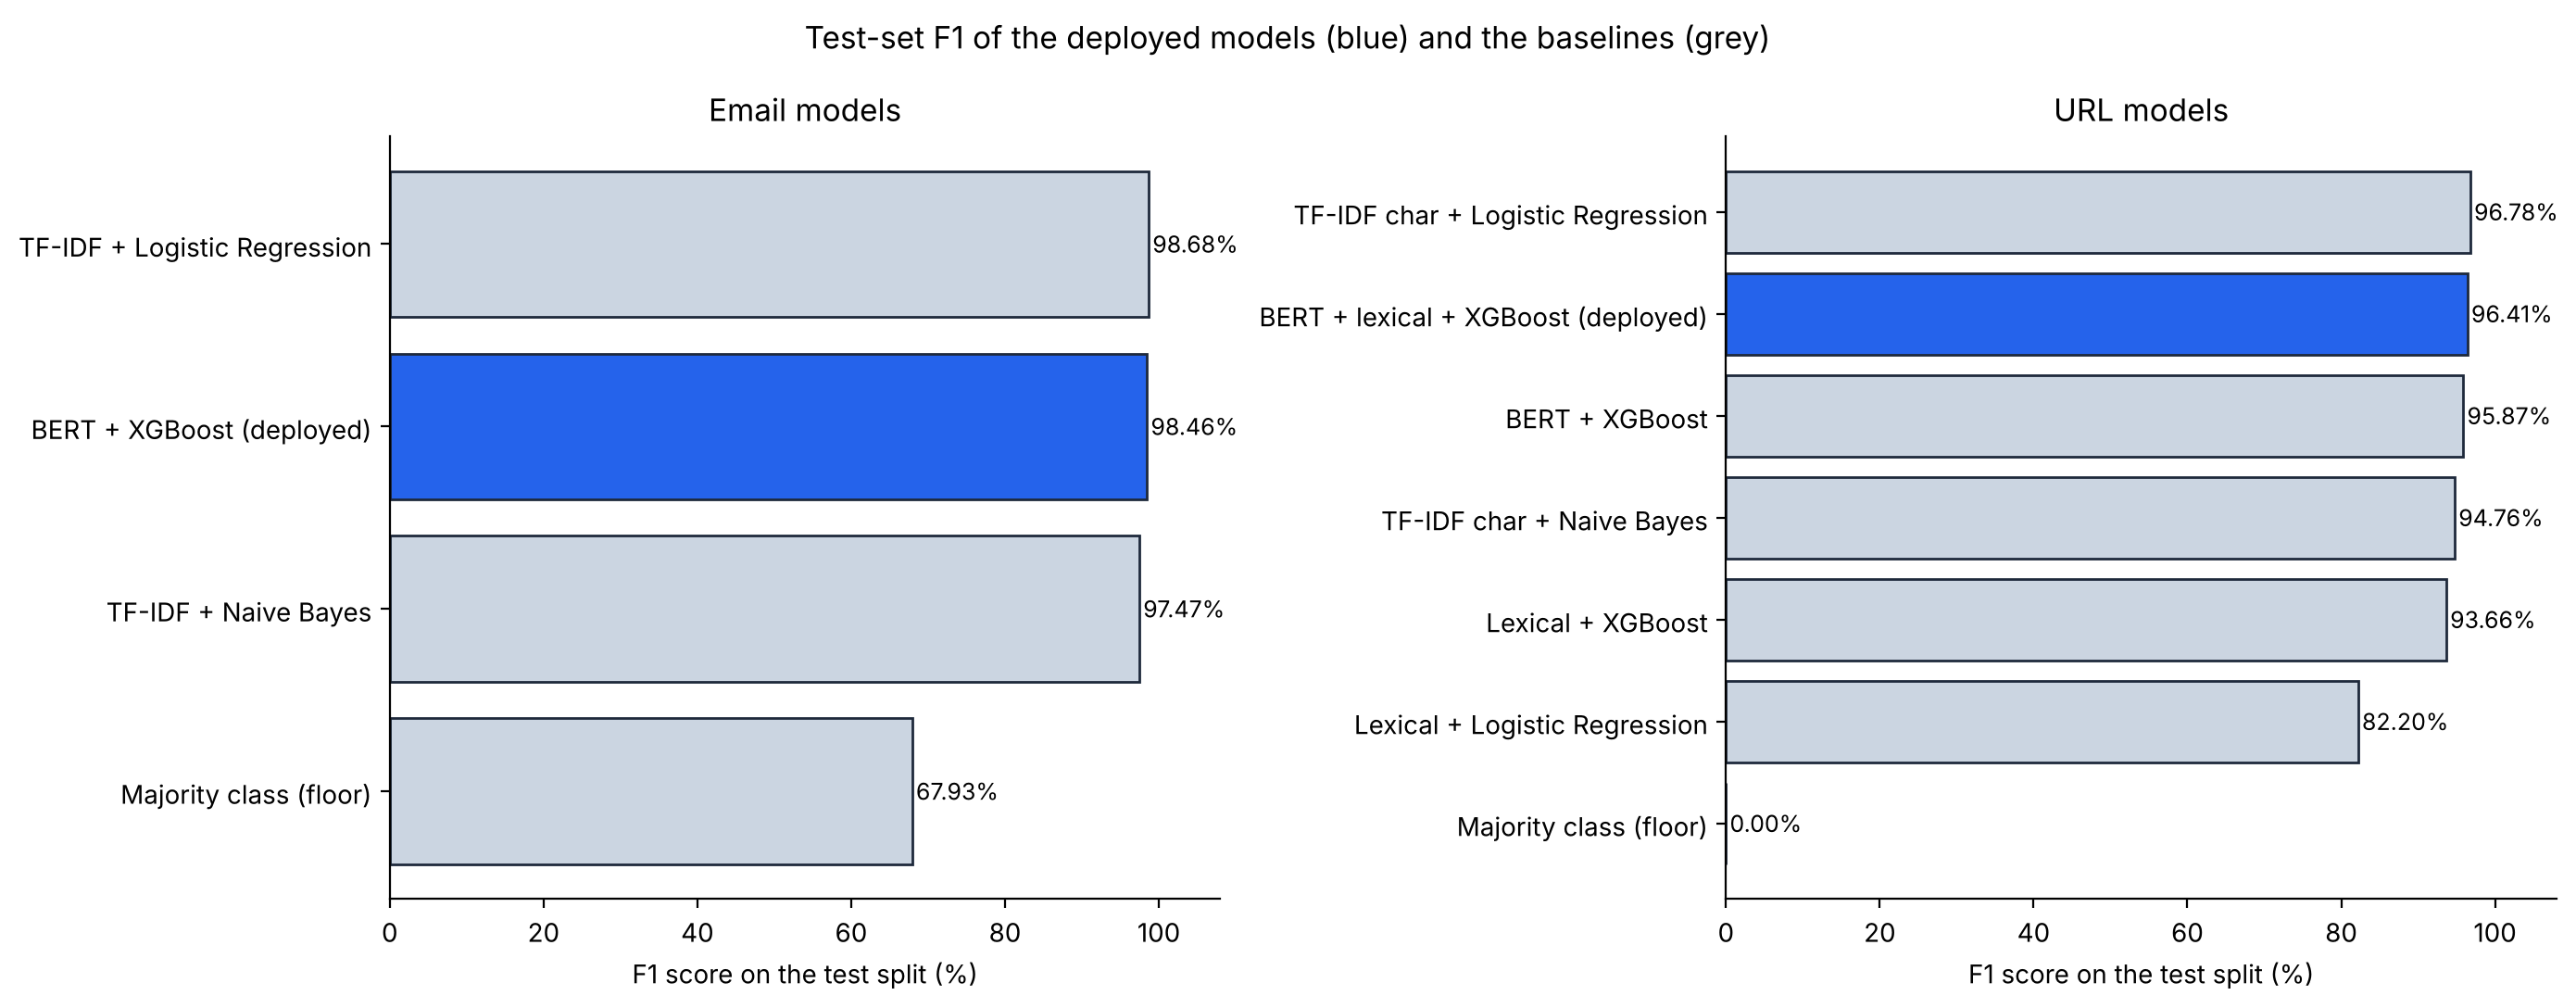 Test-set F1 of the deployed models (blue) and the baselines (grey)
Email models
TF-IDF + Logistic Regression
98.68%
BERT + XGBoost (deployed)
98.46%
TF-IDF + Naive Bayes
97.47%
Majority class (floor)
67.93%
0 20 40 60 80 100
F1 score on the test split (%)
URL models
TF-IDF char + Logistic Regression
96.78%
BERT + lexical + XGBoost (deployed)
96.41%
BERT + XGBoost
95.87%
TF-IDF char + Naive Bayes
94.76%
Lexical + XGBoost
93.66%
Lexical + Logistic Regression
82.20%
Majority class (floor)
0.00%
0 20 40 60 80 100
F1 score on the test split (%)